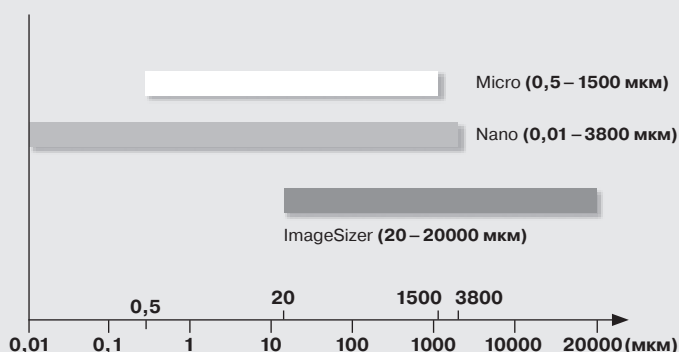 Micro (0,5 – 1500 мкм)
Nano (0,01 – 3800 мкм)
ImageSizer (20 – 20000 мкм)
0,5 20 1500 3800
0,01 0,1 1 10 100 1000 10000 20000 (мкм)